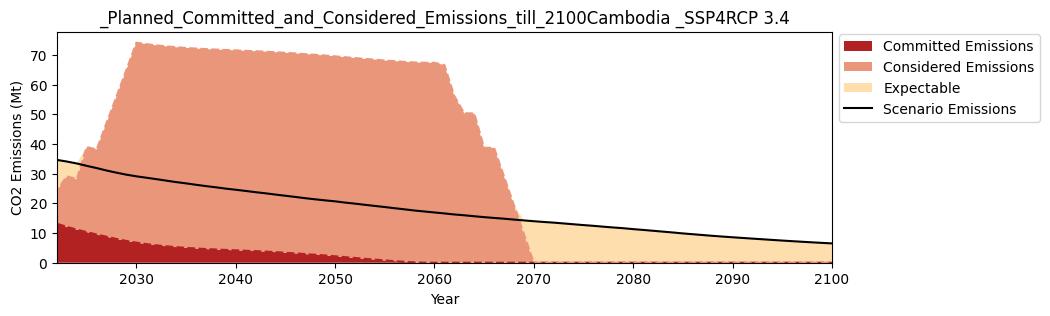 _Planned_Committed_and_Considered_Emissions_till_2100Cambodia _SSP4RCP 3.4
CO2 Emissions (Mt)
70
60
50
40
30
20
10
0
2030 2040 2050 2060 2070 2080 2090 2100
Year
Committed Emissions
Considered Emissions
Expectable
Scenario Emissions